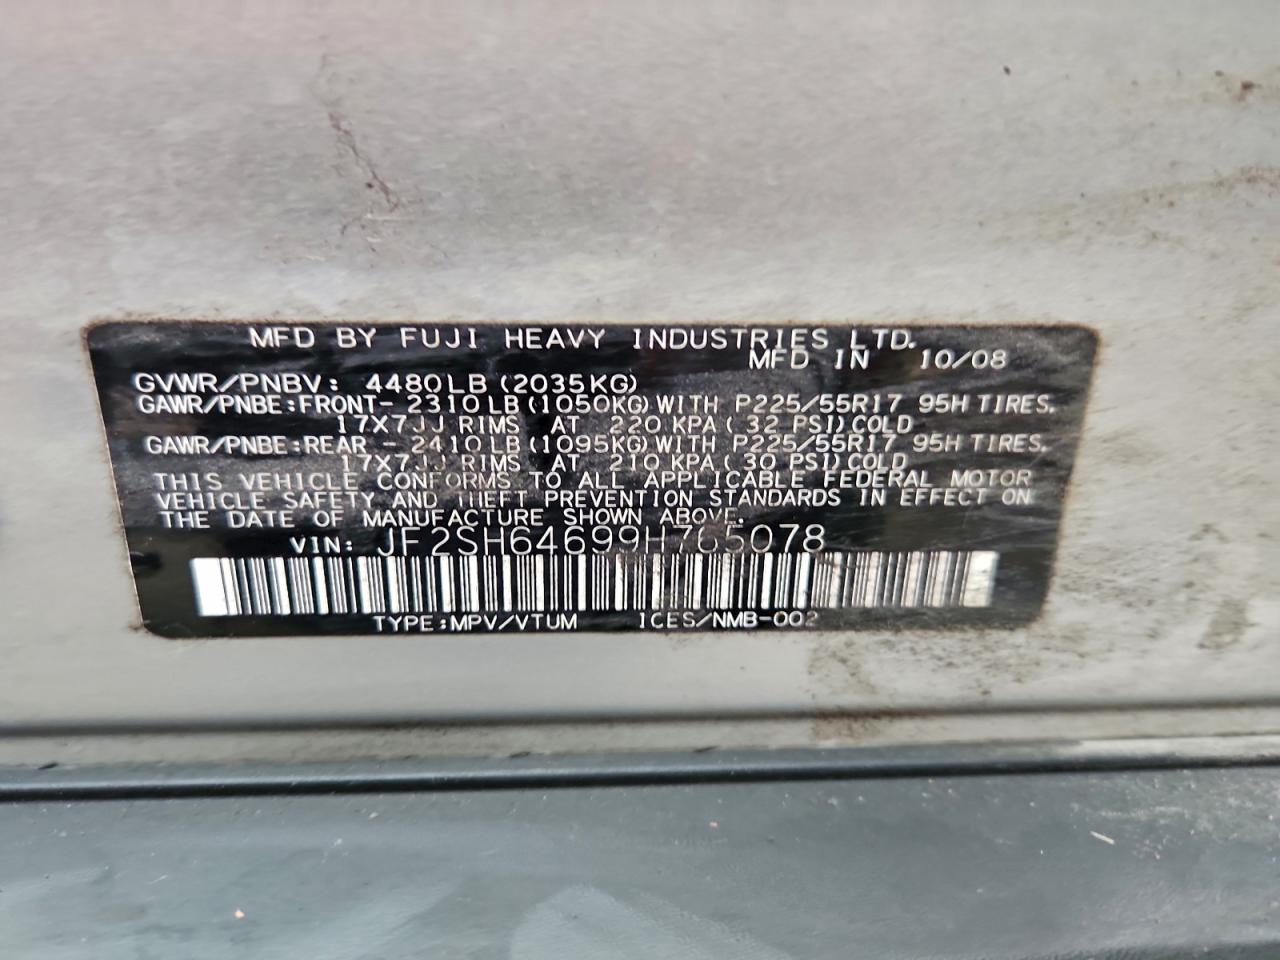 MFD BY FUJI HEAVY INDUSTRIES LTD.
MFD IN 10/08
GVWR/PNBV: 4480LB (2035KG)
GAWR/PNBE:FRONT- 2310LB(1050KG)WITH P225/55R17 95H TIRES.
17X7JJ RIMS AT 220 KPA( 32 PSI)COLD
GAWR/PNBE:REAR - 2410LB(1095KG)WITH P225/55R17 95H TIRES.
17X7JJ RIMS AT 210 KPA( 30 PSI)COLD
THIS VEHICLE CONFORMS TO ALL APPLICABLE FEDERAL MOTOR
VEHICLE SAFETY AND THEFT PREVENTION STANDARDS IN EFFECT ON
THE DATE OF MANUFACTURE SHOWN ABOVE.
VIN: JF2SH64699H765078
TYPE:MPV/VTUM ICES/NMB-002